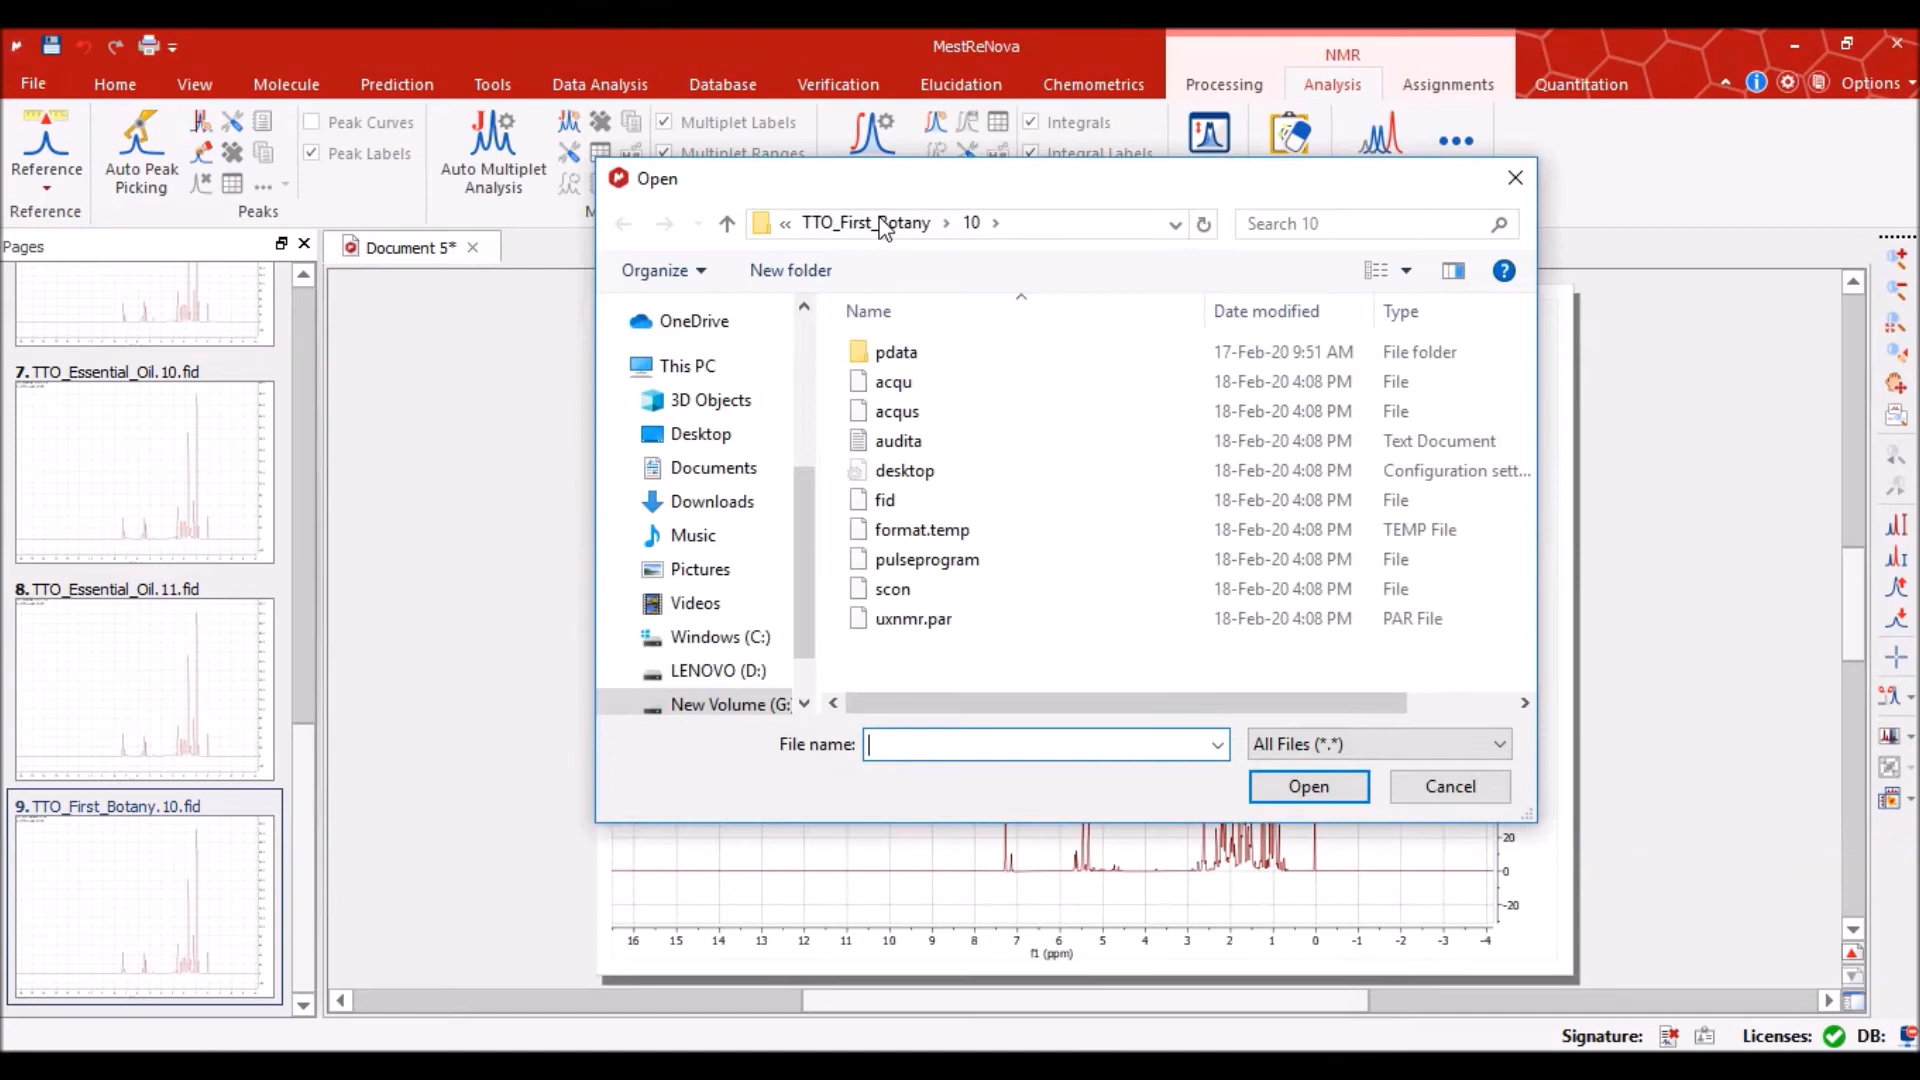 MestReNova
NMR
File Home View Molecule Prediction Tools Data Analysis Database Verification Elucidation Chemometrics Processing Analysis Assignments Quantitation Options
Peak Curves
Peak Labels
Multiplet Labels
Multiplet Ranges
Integrals
Integral Labels
Reference
Auto Peak
Picking
Auto Multiplet
Analysis
Reference
Peaks
Pages
Document 5*
7. TTO_Essential_Oil.10.fid
8. TTO_Essential_Oil.11.fid
9. TTO_First_Botany.10.fid
Open
« TTO_First_Botany › 10 ›
Search 10
Organize
New folder
OneDrive
This PC
3D Objects
Desktop
Documents
Downloads
Music
Pictures
Videos
Windows (C:)
LENOVO (D:)
New Volume (G:
Name Date modified Type
pdata 17-Feb-20 9:51 AM File folder
acqu 18-Feb-20 4:08 PM File
acqus 18-Feb-20 4:08 PM File
audita 18-Feb-20 4:08 PM Text Document
desktop 18-Feb-20 4:08 PM Configuration sett...
fid 18-Feb-20 4:08 PM File
format.temp 18-Feb-20 4:08 PM TEMP File
pulseprogram 18-Feb-20 4:08 PM File
scon 18-Feb-20 4:08 PM File
uxnmr.par 18-Feb-20 4:08 PM PAR File
File name:
All Files (*.*)
Open
Cancel
20
0
-20
16 15 14 13 12 11 10 9 8 7 6 5 4 3 2 1 0 -1 -2 -3 -4
f1 (ppm)
Signature: Licenses: DB: